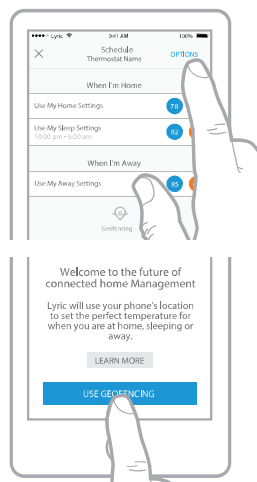 Lyric 9:41 AM 100%
Schedule
Thermostat Name
OPTIONS
When I'm Home
Use My Home Settings 78
Use My Sleep Settings 82
10:00 pm - 6:00 am
When I'm Away
Use My Away Settings 85
Geofencing
Welcome to the future of
connected home Management
Lyric will use your phone's location
to set the perfect temperature for
when you are at home, sleeping or
away.
LEARN MORE
USE GEOFENCING